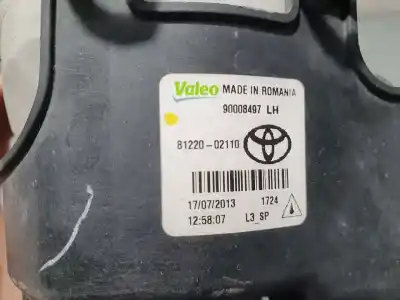 Valeo MADE IN ROMANIA
90008497 LH
81220-02110
17/07/2013 1724
12:58:07 L3_SP